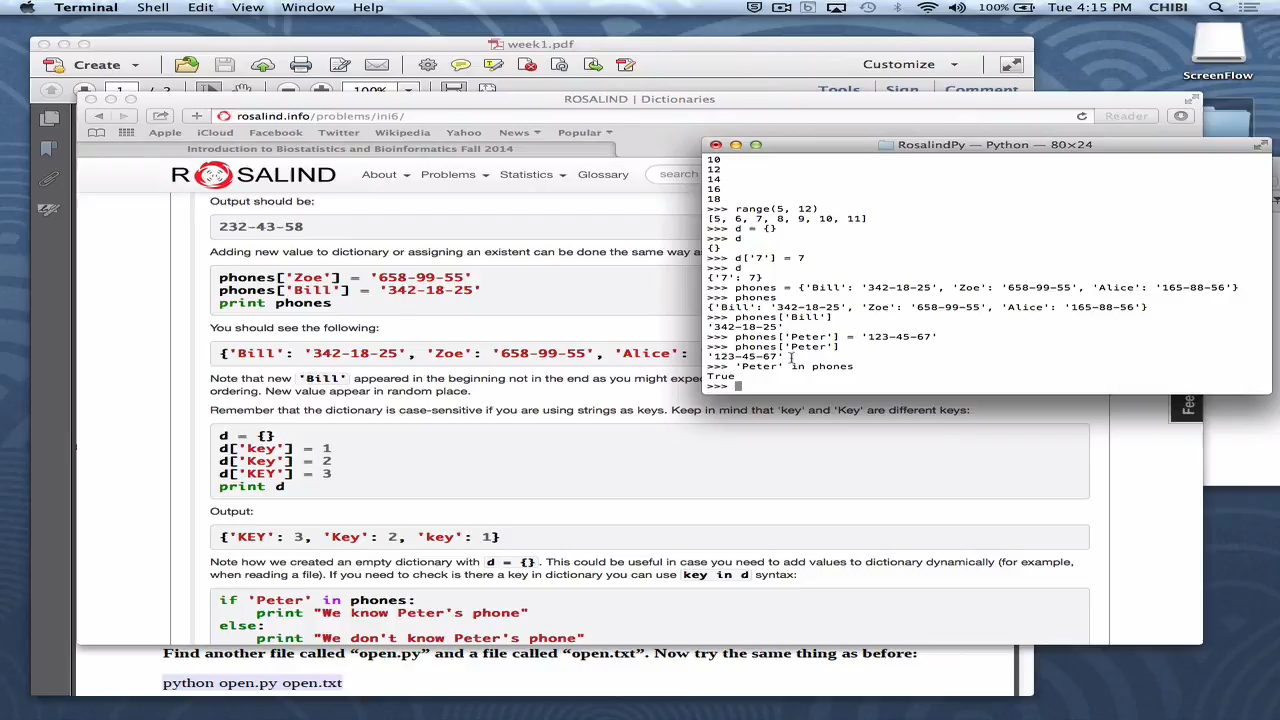 Terminal Shell Edit View Window Help
100% Tue 4:15 PM CHIBI
week1.pdf
Create
Customize
1 / 2
100%
Tools Sign Comment
ScreenFlow
ROSALIND | Dictionaries
rosalind.info/problems/ini6/
Reader
Apple iCloud Facebook Twitter Wikipedia Yahoo News Popular
Introduction to Biostatistics and Bioinformatics Fall 2014
ROSALIND About Problems Statistics Glossary search
Output should be:
232-43-58
Adding new value to dictionary or assigning an existent can be done the same way a
phones['Zoe'] = '658-99-55'
phones['Bill'] = '342-18-25'
print phones
You should see the following:
{'Bill': '342-18-25', 'Zoe': '658-99-55', 'Alice':
Note that new 'Bill' appeared in the beginning not in the end as you might expe
ordering. New value appear in random place.
Remember that the dictionary is case-sensitive if you are using strings as keys. Keep in mind that 'key' and 'Key' are different keys:
d = {}
d['key'] = 1
d['Key'] = 2
d['KEY'] = 3
print d
Output:
{'KEY': 3, 'Key': 2, 'key': 1}
Note how we created an empty dictionary with d = {}. This could be useful in case you need to add values to dictionary dynamically (for example,
when reading a file). If you need to check is there a key in dictionary you can use key in d syntax:
if 'Peter' in phones:
print "We know Peter's phone"
else:
print "We don't know Peter's phone"
Feed
RosalindPy — Python — 80×24
10
12
14
16
18
>>> range(5, 12)
[5, 6, 7, 8, 9, 10, 11]
>>> d = {}
>>> d
{}
>>> d['7'] = 7
>>> d
{'7': 7}
>>> phones = {'Bill': '342-18-25', 'Zoe': '658-99-55', 'Alice': '165-88-56'}
>>> phones
{'Bill': '342-18-25', 'Zoe': '658-99-55', 'Alice': '165-88-56'}
>>> phones['Bill']
'342-18-25'
>>> phones['Peter'] = '123-45-67'
>>> phones['Peter']
'123-45-67'
>>> 'Peter' in phones
True
>>>
Find another file called “open.py” and a file called “open.txt”. Now try the same thing as before:
python open.py open.txt